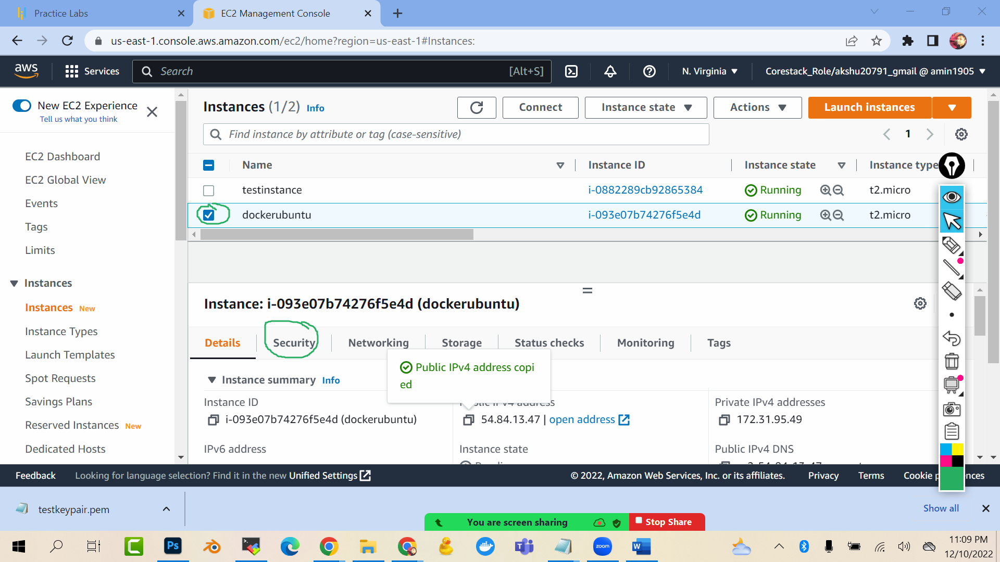 Practice Labs
EC2 Management Console
us-east-1.console.aws.amazon.com/ec2/home?region=us-east-1#Instances:
aws
Services
Search
[Alt+S]
N. Virginia
Corestack_Role/akshu20791_gmail @ amin1905
New EC2 Experience
Tell us what you think
EC2 Dashboard
EC2 Global View
Events
Tags
Limits
Instances
Instances New
Instance Types
Launch Templates
Spot Requests
Savings Plans
Reserved Instances New
Dedicated Hosts
Instances (1/2) Info
Connect
Instance state
Actions
Launch instances
Find instance by attribute or tag (case-sensitive)
1
Name Instance ID Instance state Instance type
testinstance i-0882289cb92865384 Running t2.micro
dockerubuntu i-093e07b74276f5e4d Running t2.micro
Instance: i-093e07b74276f5e4d (dockerubuntu)
Details Security Networking Storage Status checks Monitoring Tags
Public IPv4 address copi
ed
Instance summary Info
Instance ID
i-093e07b74276f5e4d (dockerubuntu)
Public IPv4 address
54.84.13.47 | open address
Private IPv4 addresses
172.31.95.49
IPv6 address
Instance state
Public IPv4 DNS
Feedback
Looking for language selection? Find it in the new Unified Settings
© 2022, Amazon Web Services, Inc. or its affiliates.
Privacy
Terms
Cookie p nces
testkeypair.pem
Show all
You are screen sharing
Stop Share
Ps
zoom
W
11:09 PM
12/10/2022